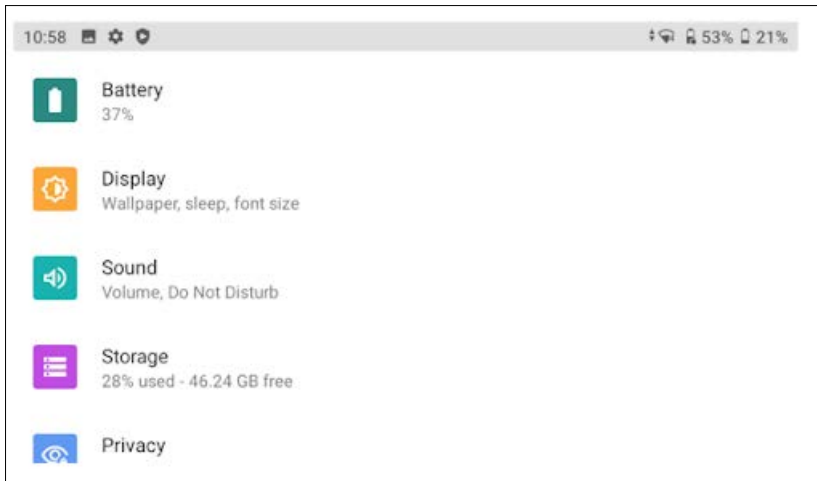 10:58 53% 21%
Battery
37%
Display
Wallpaper, sleep, font size
Sound
Volume, Do Not Disturb
Storage
28% used - 46.24 GB free
Privacy